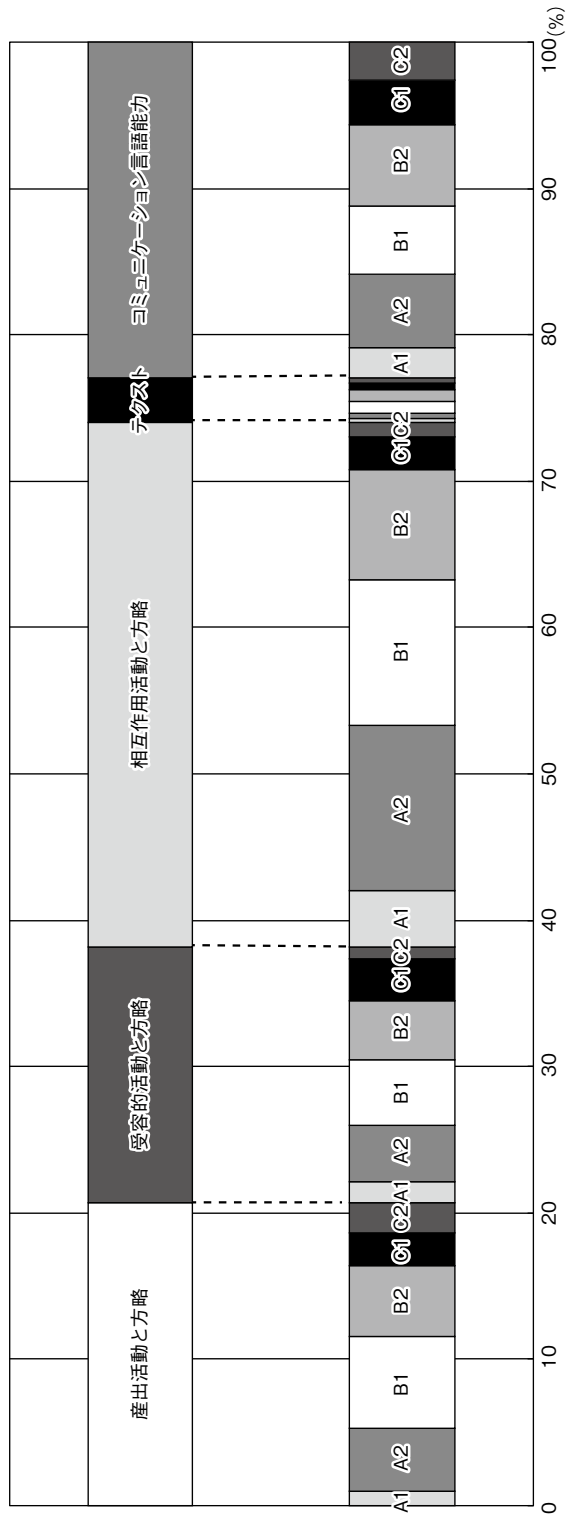 産出活動と方略
受容的活動と方略
相互作用活動と方略
テクスト
コミュニケーション言語能力
A1
A2
B1
B2
C1
C2
A1
A2
B1
B2
C1
C2
A1
A2
B1
B2
C1
C2
A1
A2
B1
B2
C1
C2
0
10
20
30
40
50
60
70
80
90
100
(%)